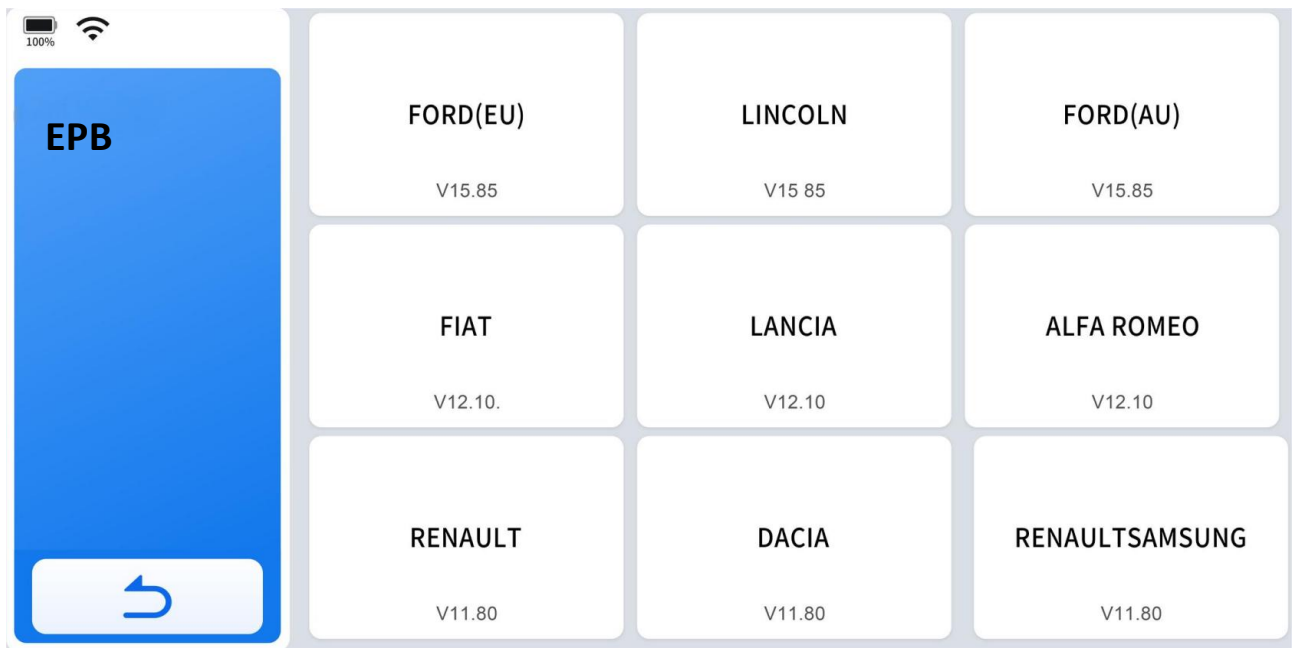 100%
EPB
FORD(EU)
V15.85
LINCOLN
V15 85
FORD(AU)
V15.85
FIAT
V12.10.
LANCIA
V12.10
ALFA ROMEO
V12.10
RENAULT
V11.80
DACIA
V11.80
RENAULTSAMSUNG
V11.80